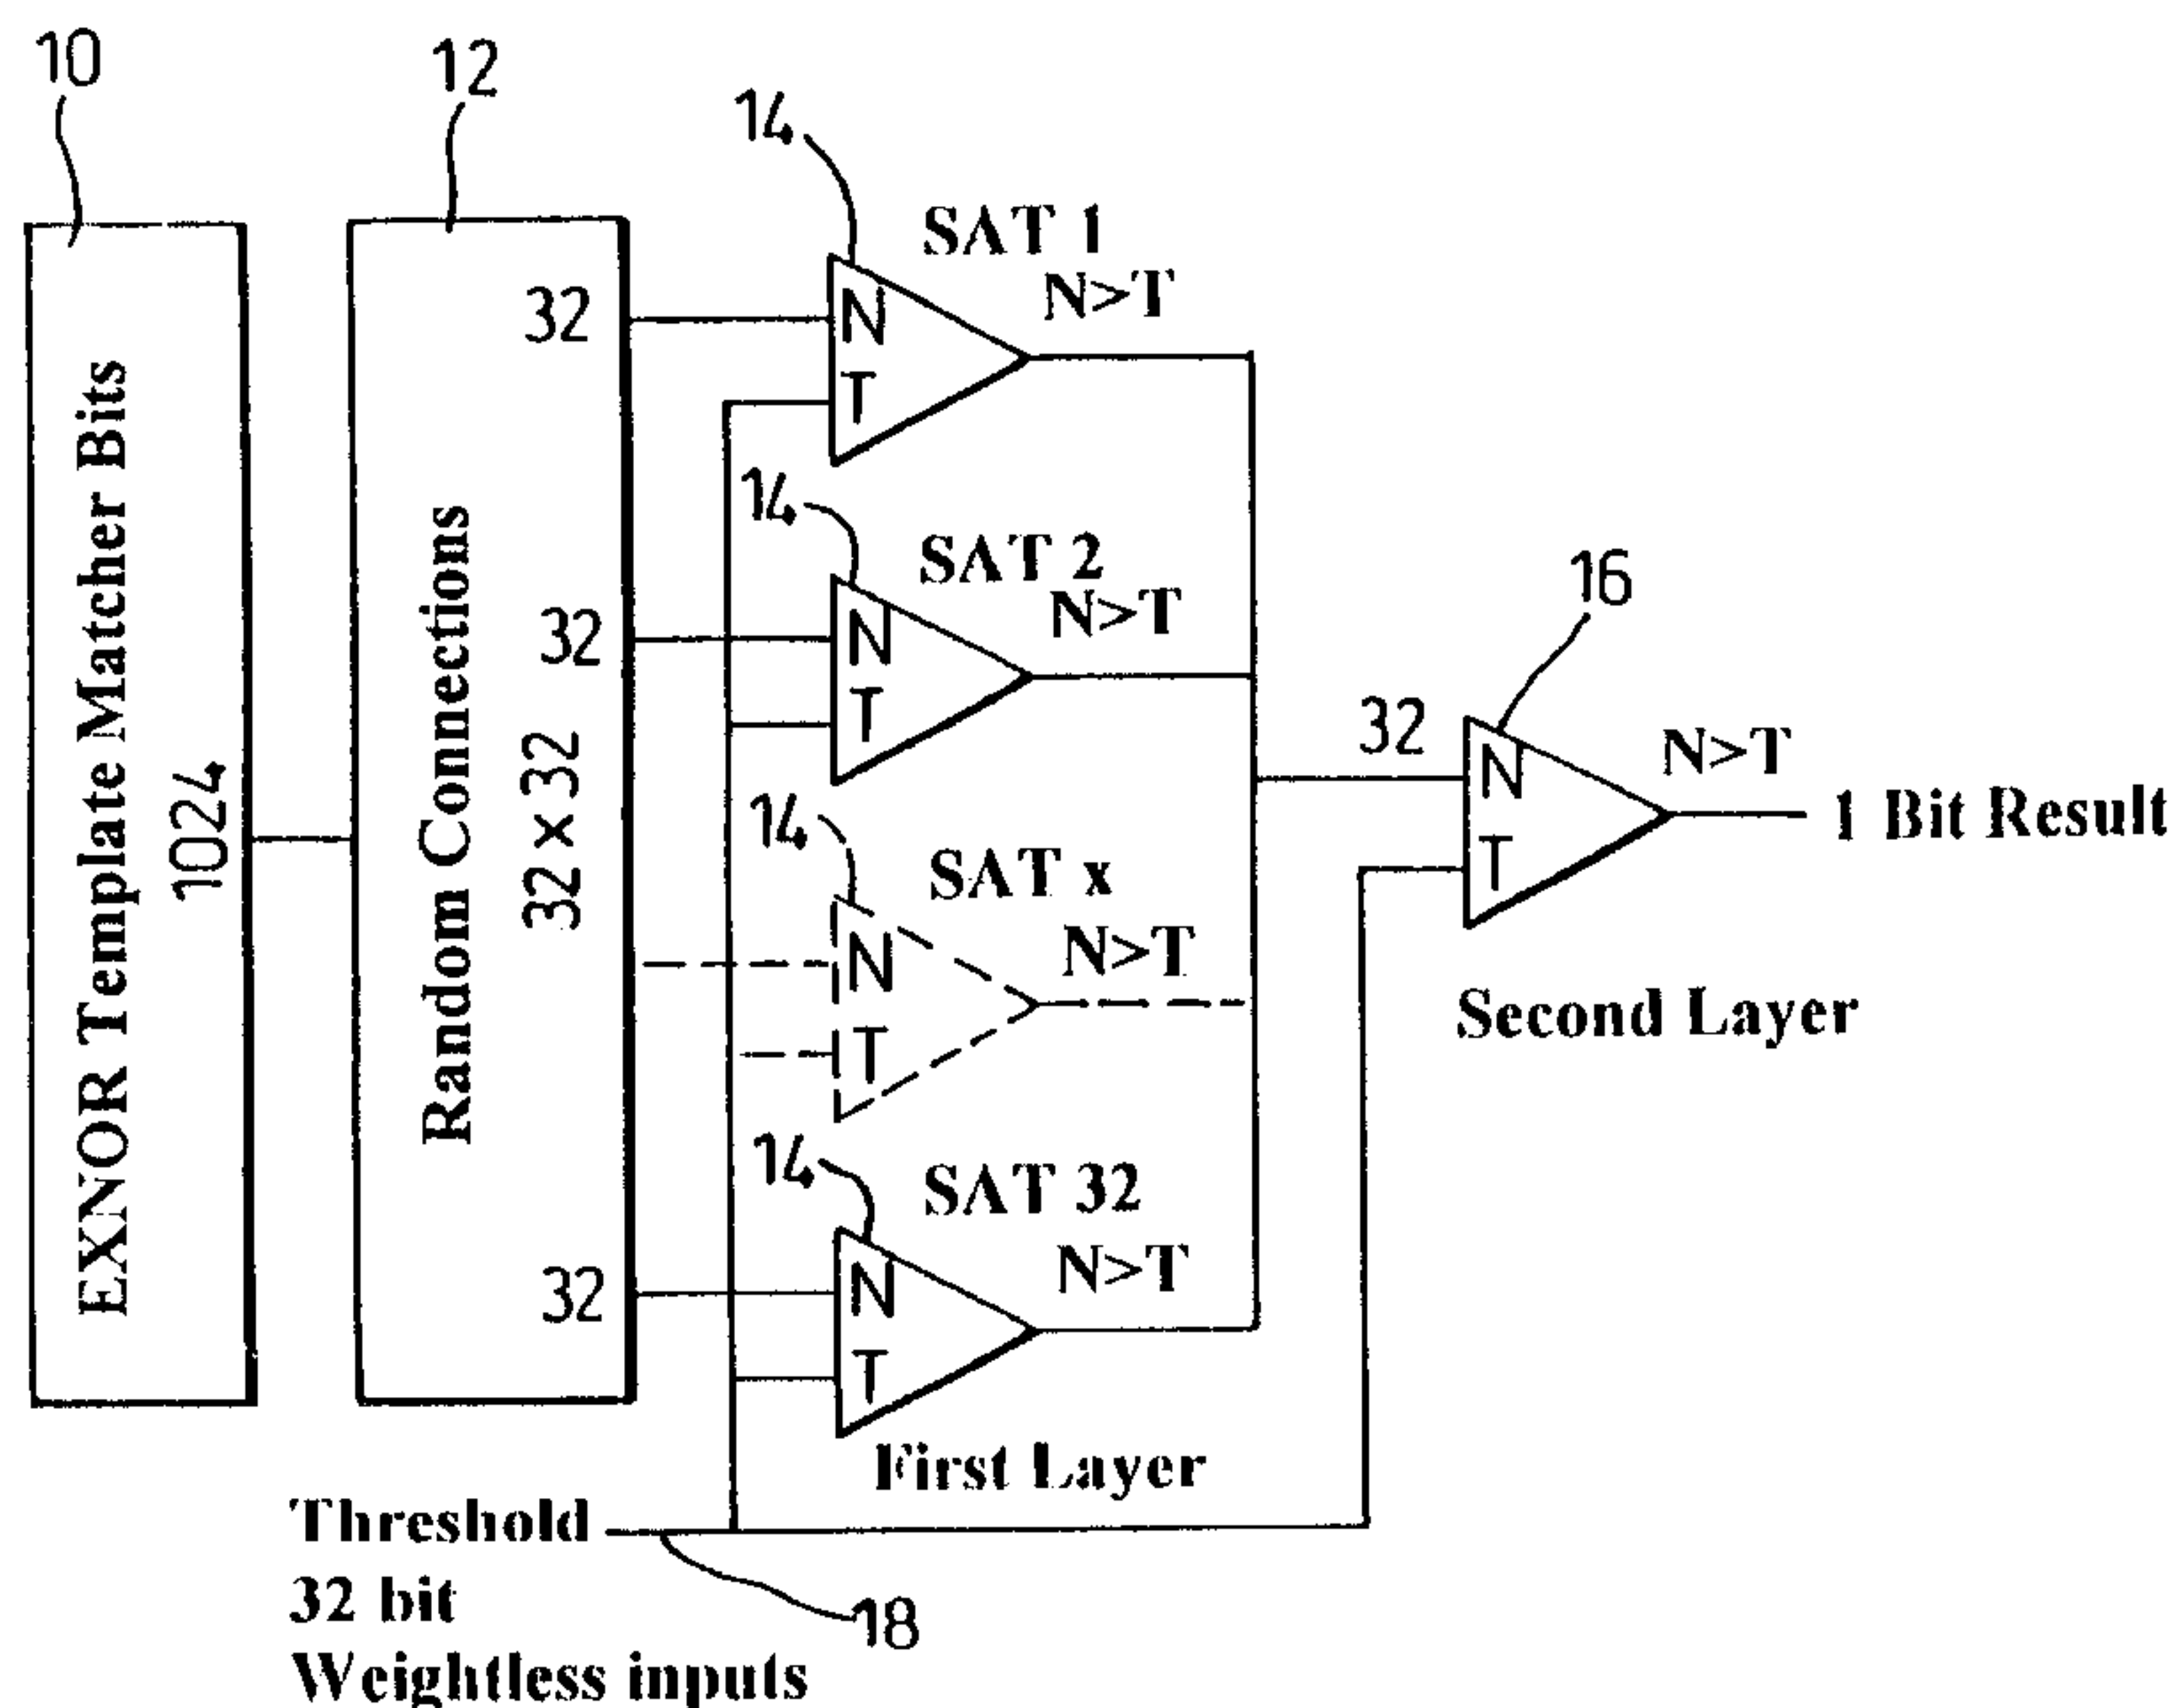 10
12
14
SAT 1
N>T
32
N
T
EXNOR Template Matcher Bits
1024
Random Connections
32 x 32
14
SAT 2
N>T
32
N
T
14
SAT x
N>T
N
T
14
SAT 32
N>T
32
N
T
First Layer
16
32
N
T
N>T
1 Bit Result
Second Layer
Threshold
32 bit
Weightless inputs
18